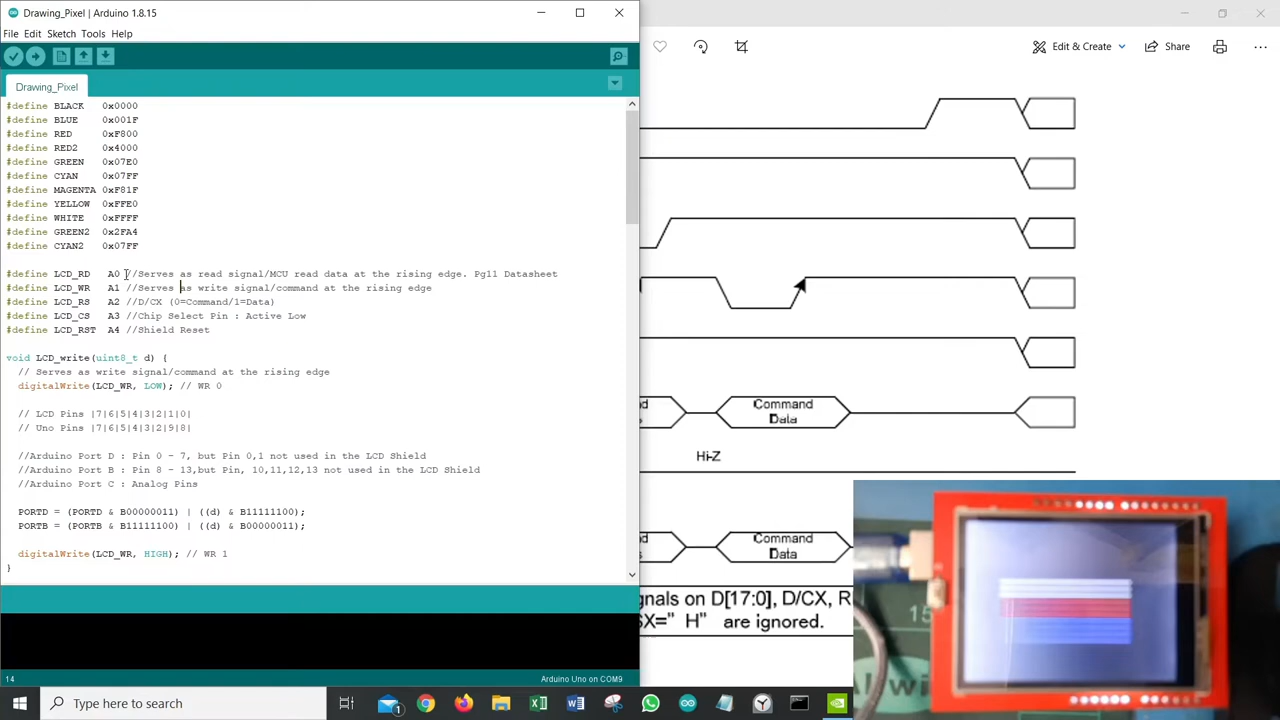 Drawing_Pixel | Arduino 1.8.15
File Edit Sketch Tools Help
Drawing_Pixel
#define BLACK 0x0000
#define BLUE 0x001F
#define RED 0xF800
#define RED2 0x4000
#define GREEN 0x07E0
#define CYAN 0x07FF
#define MAGENTA 0xF81F
#define YELLOW 0xFFE0
#define WHITE 0xFFFF
#define GREEN2 0x2FA4
#define CYAN2 0x07FF
#define LCD_RD A0 //Serves as read signal/MCU read data at the rising edge. Pg11 Datasheet
#define LCD_WR A1 //Serves as write signal/command at the rising edge
#define LCD_RS A2 //D/CX (0=Command/1=Data)
#define LCD_CS A3 //Chip Select Pin : Active Low
#define LCD_RST A4 //Shield Reset
void LCD_write(uint8_t d) {
// Serves as write signal/command at the rising edge
digitalWrite(LCD_WR, LOW); // WR 0
// LCD Pins |7|6|5|4|3|2|1|0|
// Uno Pins |7|6|5|4|3|2|9|8|
//Arduino Port D : Pin 0 - 7, but Pin 0,1 not used in the LCD Shield
//Arduino Port B : Pin 8 - 13,but Pin, 10,11,12,13 not used in the LCD Shield
//Arduino Port C : Analog Pins
PORTD = (PORTD & B00000011) | ((d) & B11111100);
PORTB = (PORTB & B11111100) | ((d) & B00000011);
digitalWrite(LCD_WR, HIGH); // WR 1
}
14
Arduino Uno on COM9
Edit & Create
Share
Command
Data
Hi-Z
Command
Data
gnals on D[17:0], D/CX, R
SX=" H" are ignored.
15
Type here to search
1